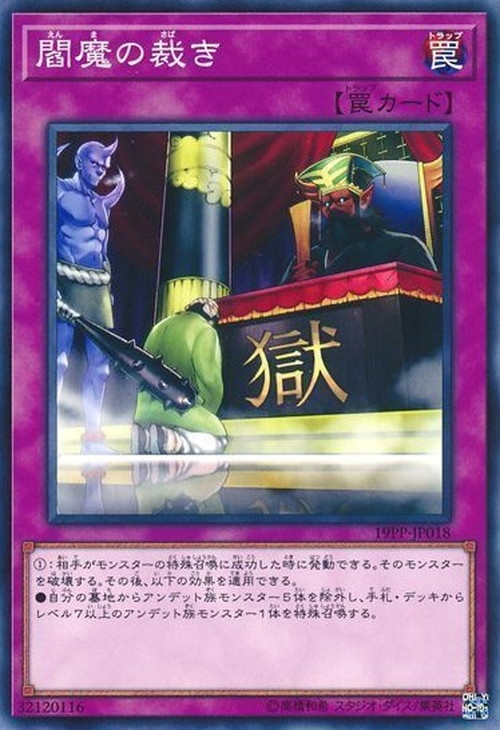 閻魔の裁き
罠
【罠カード】
獄
19PP-JP018
①：相手がモンスターの特殊召喚に成功した時に発動できる。そのモンスター
を破壊する。その後、以下の効果を適用できる。
●自分の墓地からアンデット族モンスター５体を除外し、手札・デッキから
レベル７以上のアンデット族モンスター１体を特殊召喚する。
32120116
©高橋和希 スタジオ・ダイス/集英社